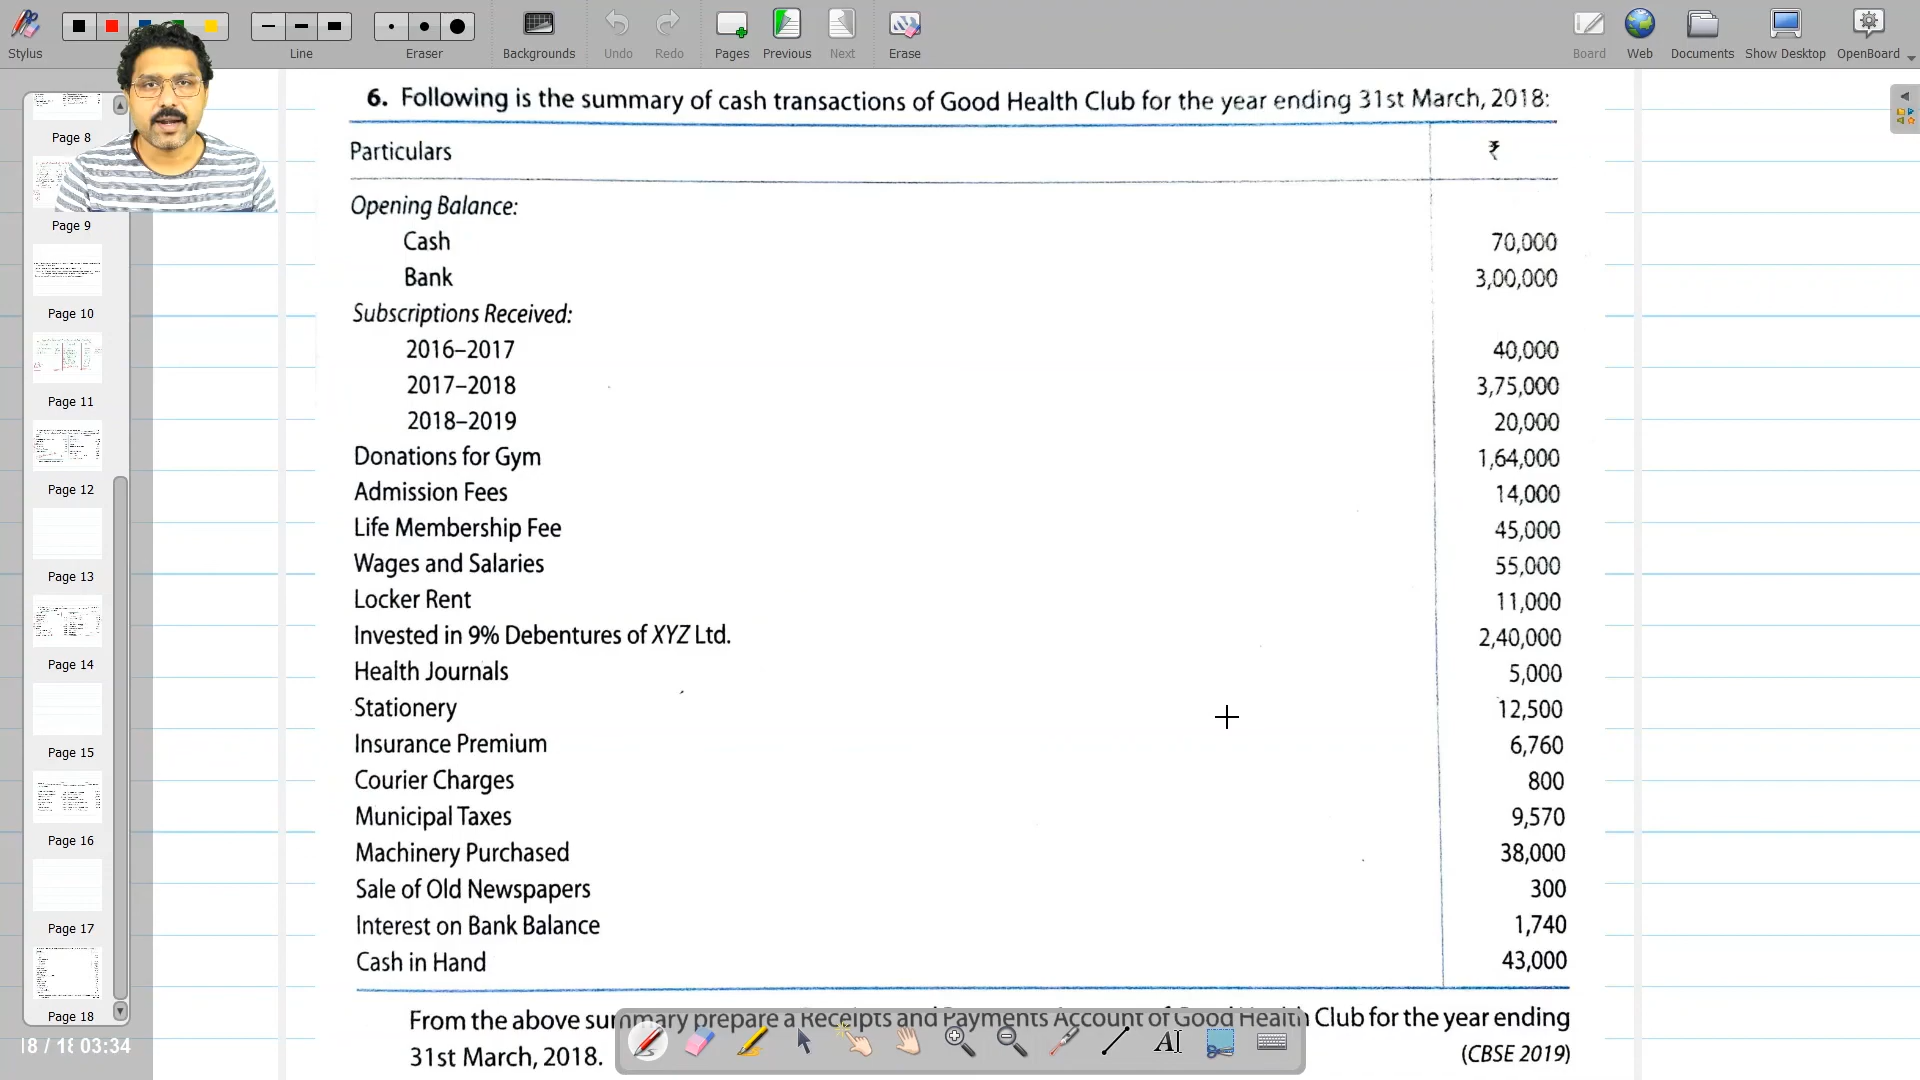 Stylus
Line
Eraser
Backgrounds
Undo
Redo
Pages
Previous
Next
Erase
Board
Web
Documents
Show Desktop
OpenBoard
Page 8
Page 9
Page 10
Page 11
Page 12
Page 13
Page 14
Page 15
Page 16
Page 17
Page 18
03:34
6. Following is the summary of cash transactions of Good Health Club for the year ending 31st March, 2018:
Particulars ₹
Opening Balance:
Cash 70,000
Bank 3,00,000
Subscriptions Received:
2016–2017 40,000
2017–2018 3,75,000
2018–2019 20,000
Donations for Gym 1,64,000
Admission Fees 14,000
Life Membership Fee 45,000
Wages and Salaries 55,000
Locker Rent 11,000
Invested in 9% Debentures of XYZ Ltd. 2,40,000
Health Journals 5,000
Stationery 12,500
Insurance Premium 6,760
Courier Charges 800
Municipal Taxes 9,570
Machinery Purchased 38,000
Sale of Old Newspapers 300
Interest on Bank Balance 1,740
Cash in Hand 43,000
From the above summary prepare a Receipts and Payments Account of Good Health Club for the year ending
31st March, 2018. (CBSE 2019)